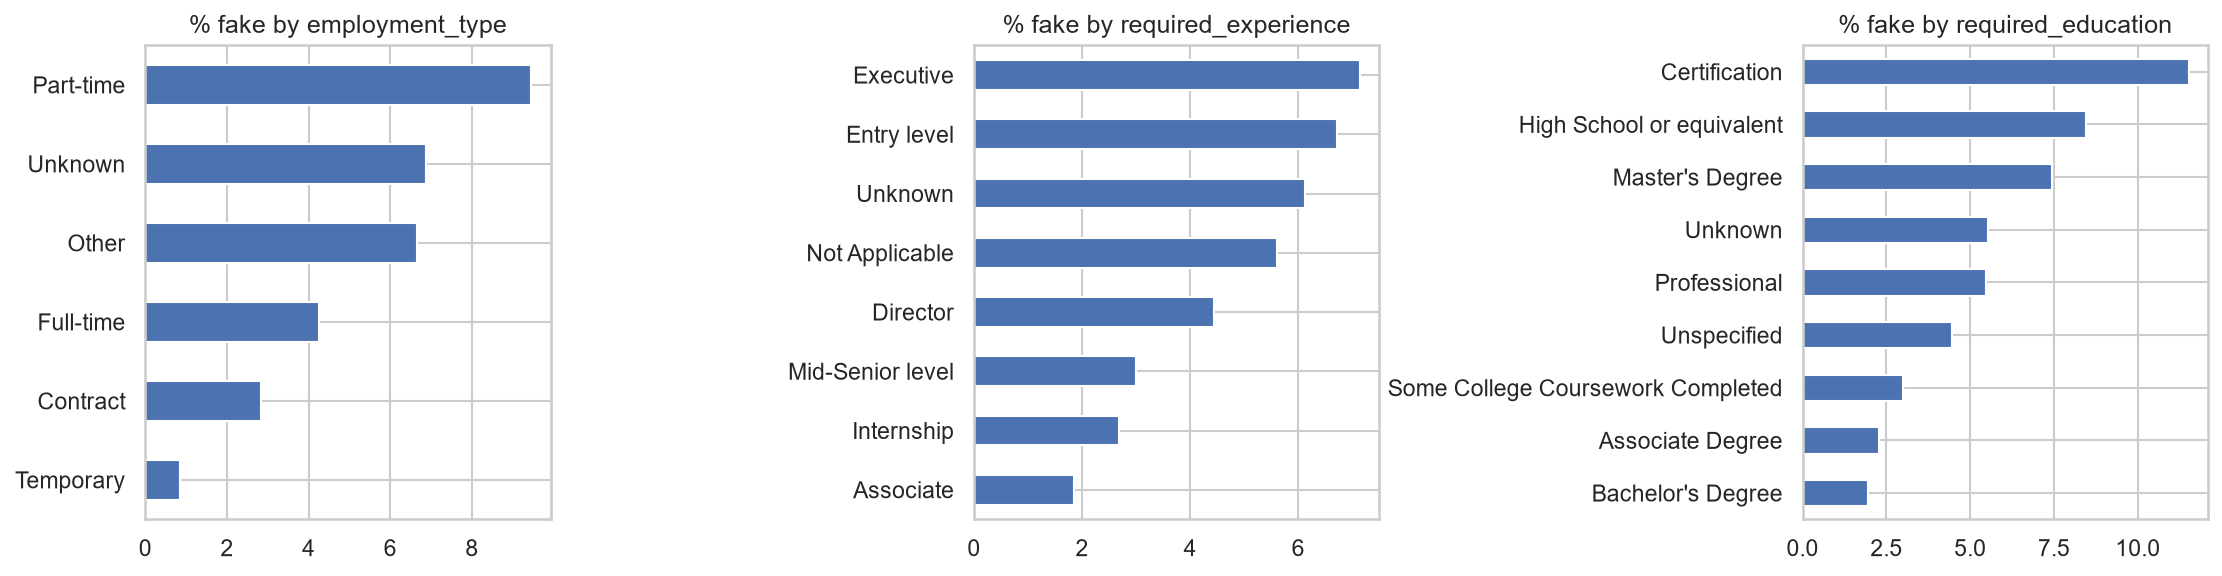 % fake by employment_type
Part-time
Unknown
Other
Full-time
Contract
Temporary
0 2 4 6 8
% fake by required_experience
Executive
Entry level
Unknown
Not Applicable
Director
Mid-Senior level
Internship
Associate
0 2 4 6
% fake by required_education
Certification
High School or equivalent
Master's Degree
Unknown
Professional
Unspecified
Some College Coursework Completed
Associate Degree
Bachelor's Degree
0.0 2.5 5.0 7.5 10.0